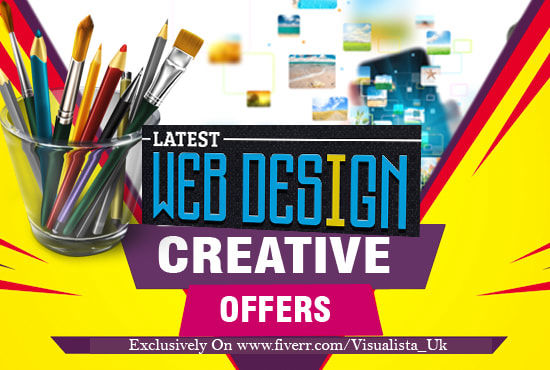 LATEST
WEB DESIGN
CREATIVE
OFFERS
Exclusively On www.fiverr.com/Visualista_Uk